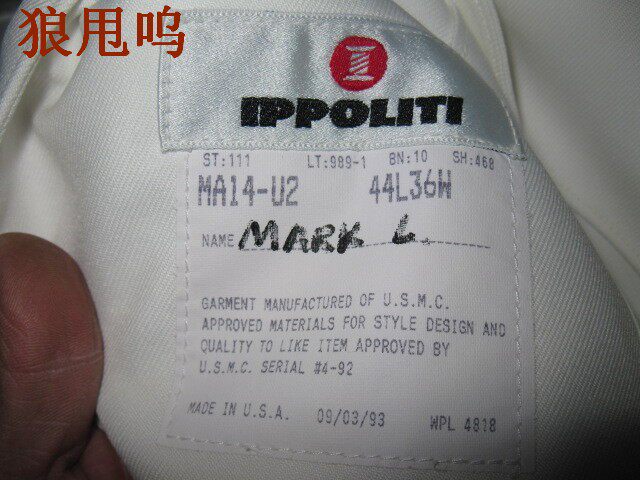 狼甩呜
IPPOLITI
ST:111 LT:989-1 BN:10 SH:468
MA14-U2 44L36W
NAME MARK L.
GARMENT MANUFACTURED OF U.S.M.C.
APPROVED MATERIALS FOR STYLE DESIGN AND
QUALITY TO LIKE ITEM APPROVED BY
U.S.M.C. SERIAL #4-92
MADE IN U.S.A. 09/03/93 WPL 4818